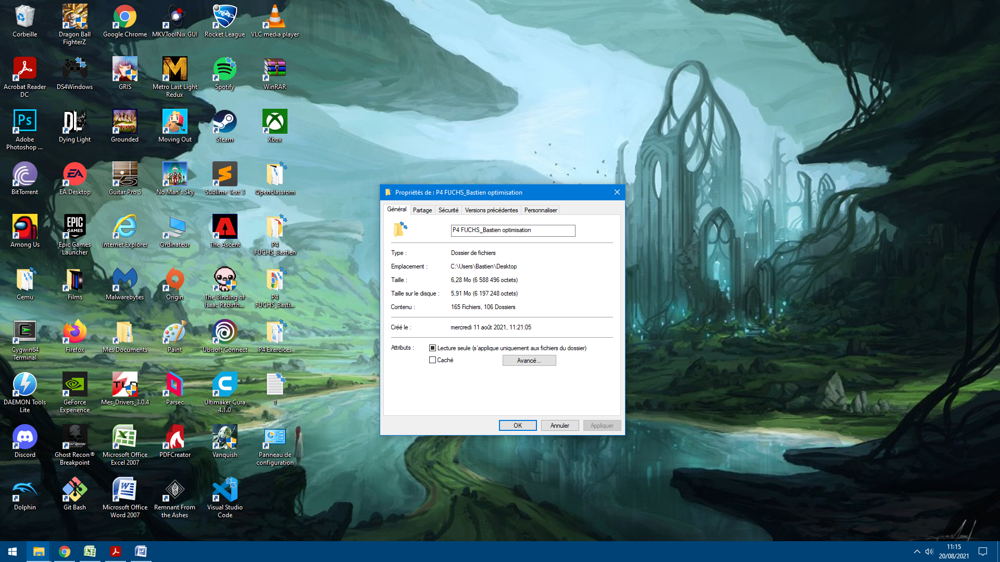 Corbeille
Dragon Ball
FighterZ
Google Chrome
MKVToolNix GUI
Rocket League
VLC media player
Acrobat Reader
DC
DS4Windows
GRIS
Metro Last Light
Redux
Spotify
WinRAR
Adobe
Photoshop ...
Dying Light
Grounded
Moving Out
Steam
Xbox
BitTorrent
EA Desktop
Guitar Pro 5
No Man's Sky
Sublime Text 3
Openclassrom
Among Us
Epic Games
Launcher
Internet Explorer
Ordinateur
The Ascent
P4
FUCHS_Bastien
Cemu
Films
Malwarebytes
Origin
The Binding of
Isaac Rebirth...
P4
FUCHS_Basti...
Cygwin64
Terminal
Firefox
Mes Documents
Paint
Ubisoft Connect
P4 Exercices
DAEMON Tools
Lite
GeForce
Experience
Mes_Drivers_3.0.4
Parsec
Ultimaker Cura
4.1.0
1
Discord
Ghost Recon®
Breakpoint
Microsoft Office
Excel 2007
PDFCreator
Vanquish
Panneau de
configuration
Dolphin
Git Bash
Microsoft Office
Word 2007
Remnant From
the Ashes
Visual Studio
Code
Propriétés de : P4 FUCHS_Bastien optimisation
Général
Partage
Sécurité
Versions précédentes
Personnaliser
P4 FUCHS_Bastien optimisation
Type : Dossier de fichiers
Emplacement : C:\Users\Bastien\Desktop
Taille : 6,28 Mo (6 588 496 octets)
Taille sur le disque : 5,91 Mo (6 197 248 octets)
Contenu : 165 Fichiers, 106 Dossiers
Créé le : mercredi 11 août 2021, 11:21:05
Attributs : Lecture seule (s'applique uniquement aux fichiers du dossier)
Caché
Avancé...
OK
Annuler
Appliquer
11:15
20/08/2021